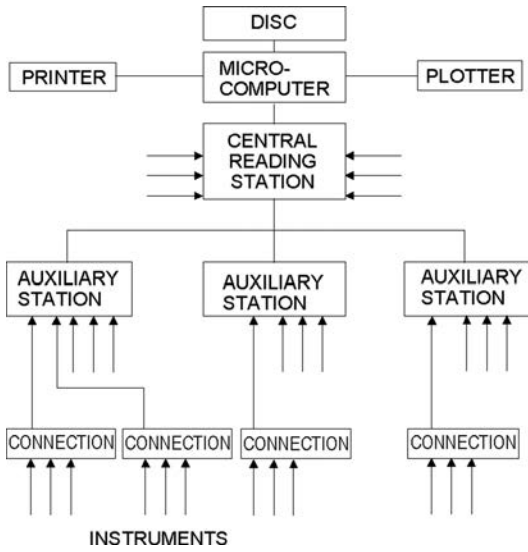 DISC
PRINTER
MICRO-
COMPUTER
PLOTTER
CENTRAL
READING
STATION
AUXILIARY
STATION
AUXILIARY
STATION
AUXILIARY
STATION
CONNECTION
CONNECTION
CONNECTION
CONNECTION
INSTRUMENTS